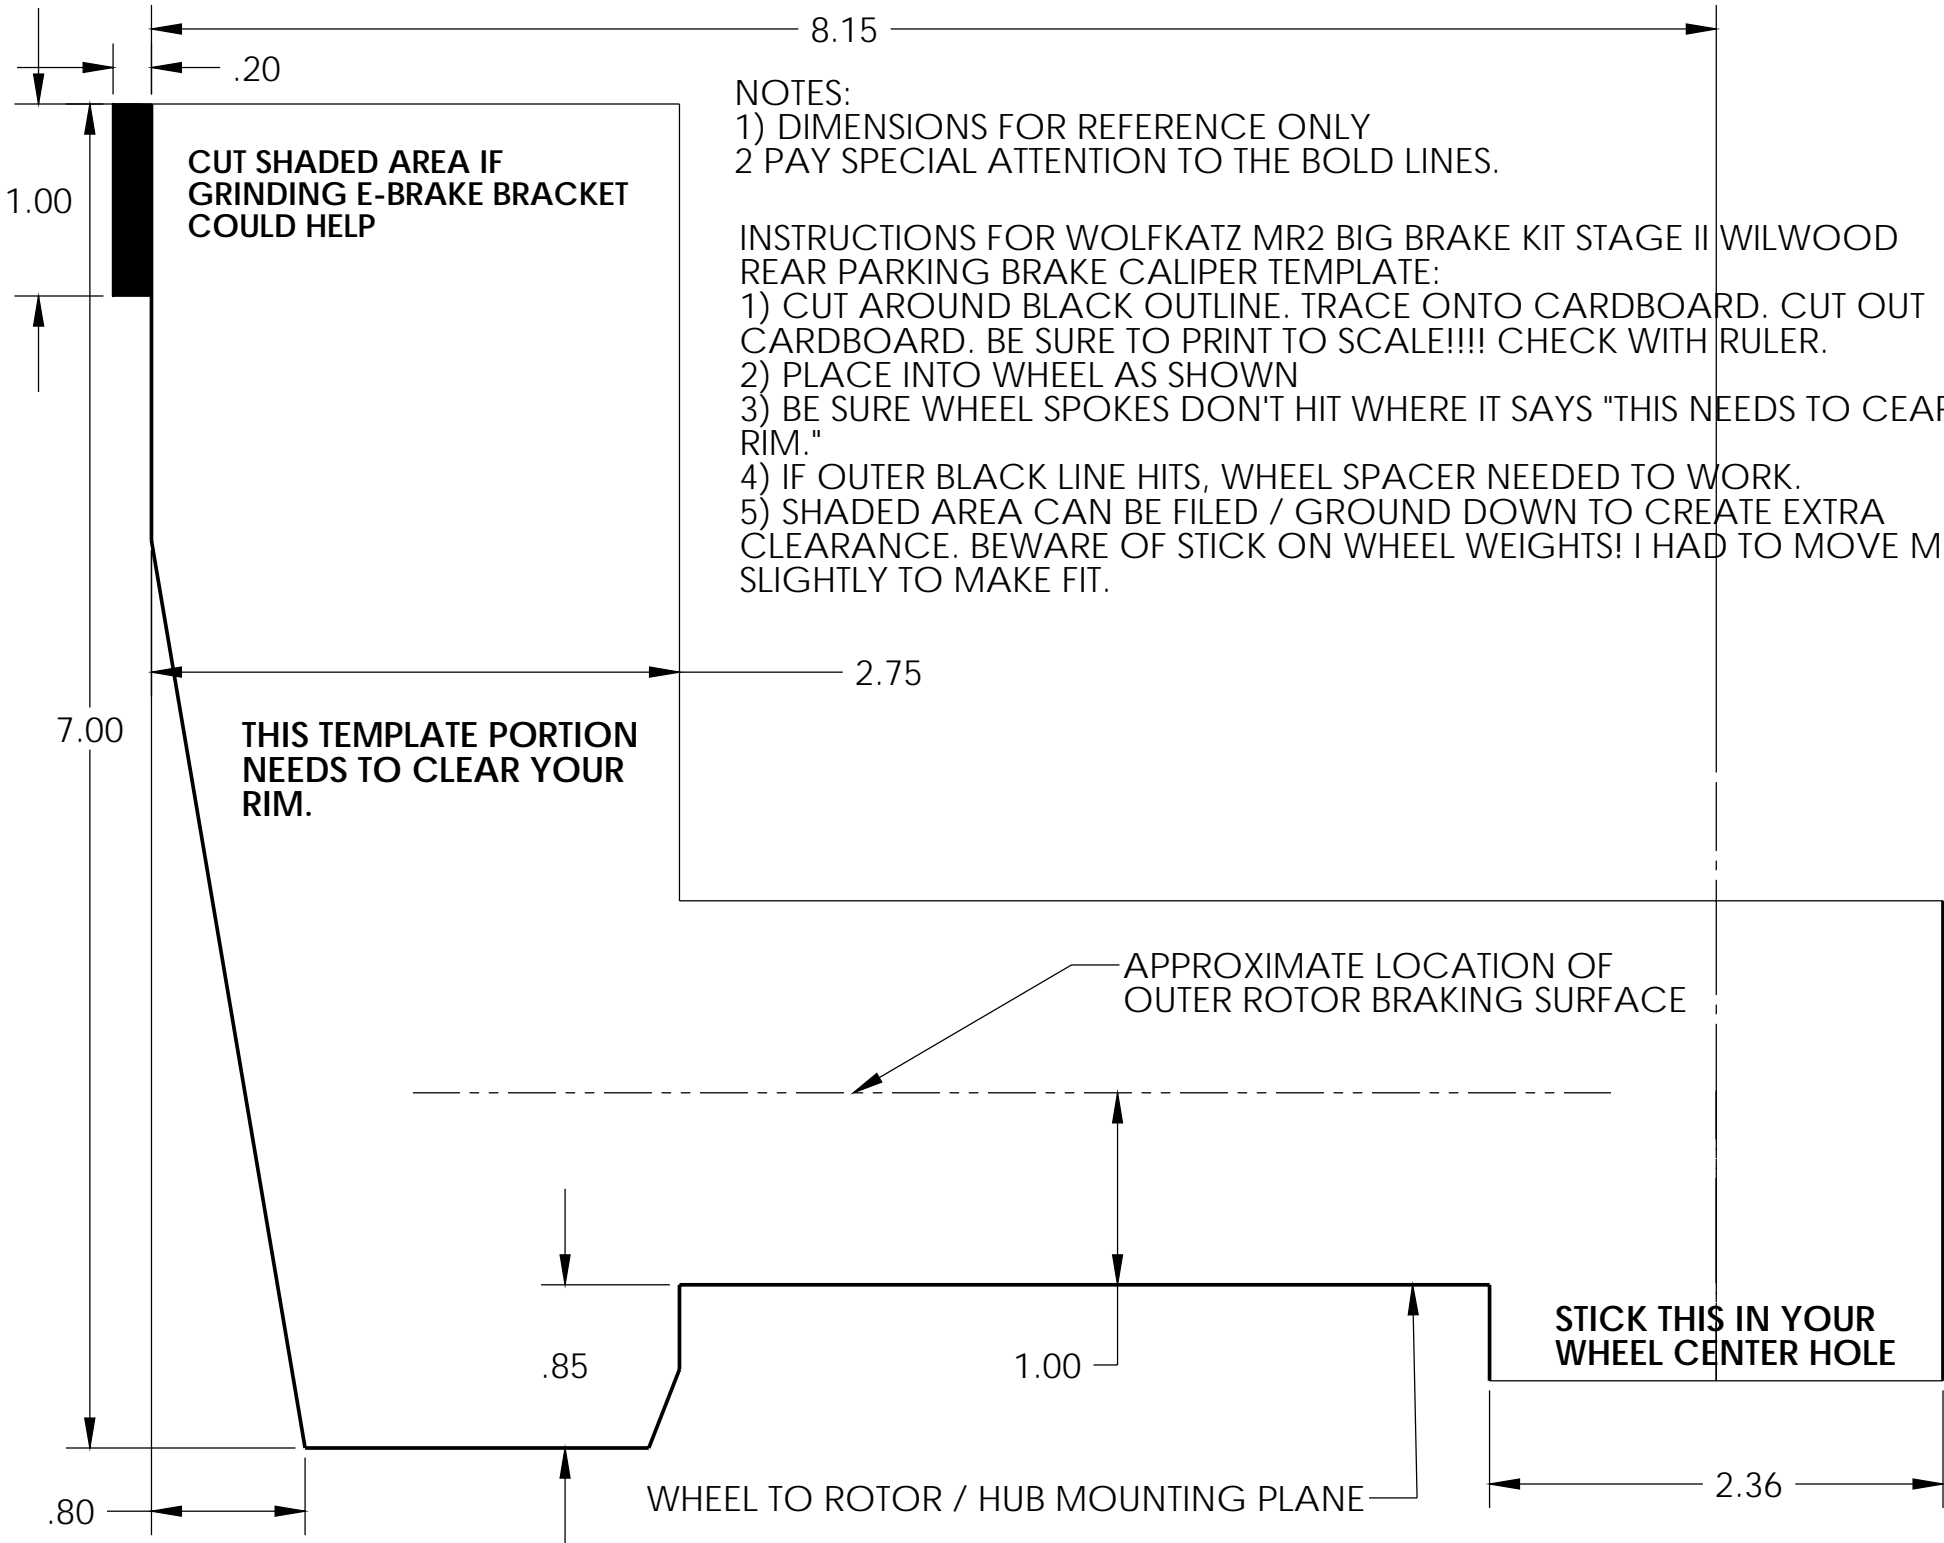 8.15
.20
NOTES:
1) DIMENSIONS FOR REFERENCE ONLY
2 PAY SPECIAL ATTENTION TO THE BOLD LINES.
CUT SHADED AREA IF
GRINDING E-BRAKE BRACKET
COULD HELP
1.00
INSTRUCTIONS FOR WOLFKATZ MR2 BIG BRAKE KIT STAGE II WILWOOD
REAR PARKING BRAKE CALIPER TEMPLATE:
1) CUT AROUND BLACK OUTLINE. TRACE ONTO CARDBOARD. CUT OUT
CARDBOARD. BE SURE TO PRINT TO SCALE!!!! CHECK WITH RULER.
2) PLACE INTO WHEEL AS SHOWN
3) BE SURE WHEEL SPOKES DON'T HIT WHERE IT SAYS "THIS NEEDS TO
RIM."
4) IF OUTER BLACK LINE HITS, WHEEL SPACER NEEDED TO WORK.
5) SHADED AREA CAN BE FILED / GROUND DOWN TO CREATE EXTRA
CLEARANCE. BEWARE OF STICK ON WHEEL WEIGHTS! I HAD TO MOVE
SLIGHTLY TO MAKE FIT.
2.75
7.00
THIS TEMPLATE PORTION
NEEDS TO CLEAR YOUR
RIM.
APPROXIMATE LOCATION OF
OUTER ROTOR BRAKING SURFACE
STICK THIS IN YOUR
WHEEL CENTER HOLE
.85
1.00
WHEEL TO ROTOR / HUB MOUNTING PLANE
2.36
.80